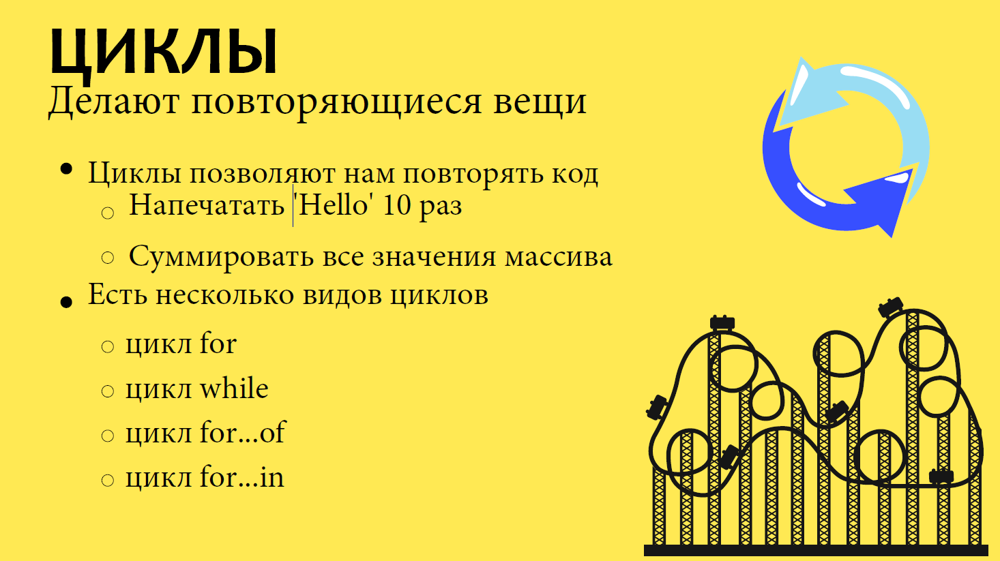 ЦИКЛЫ
Делают повторяющиеся вещи
• Циклы позволяют нам повторять код
○ Напечатать 'Hello' 10 раз
○ Суммировать все значения массива
• Есть несколько видов циклов
○ цикл for
○ цикл while
○ цикл for...of
○ цикл for...in